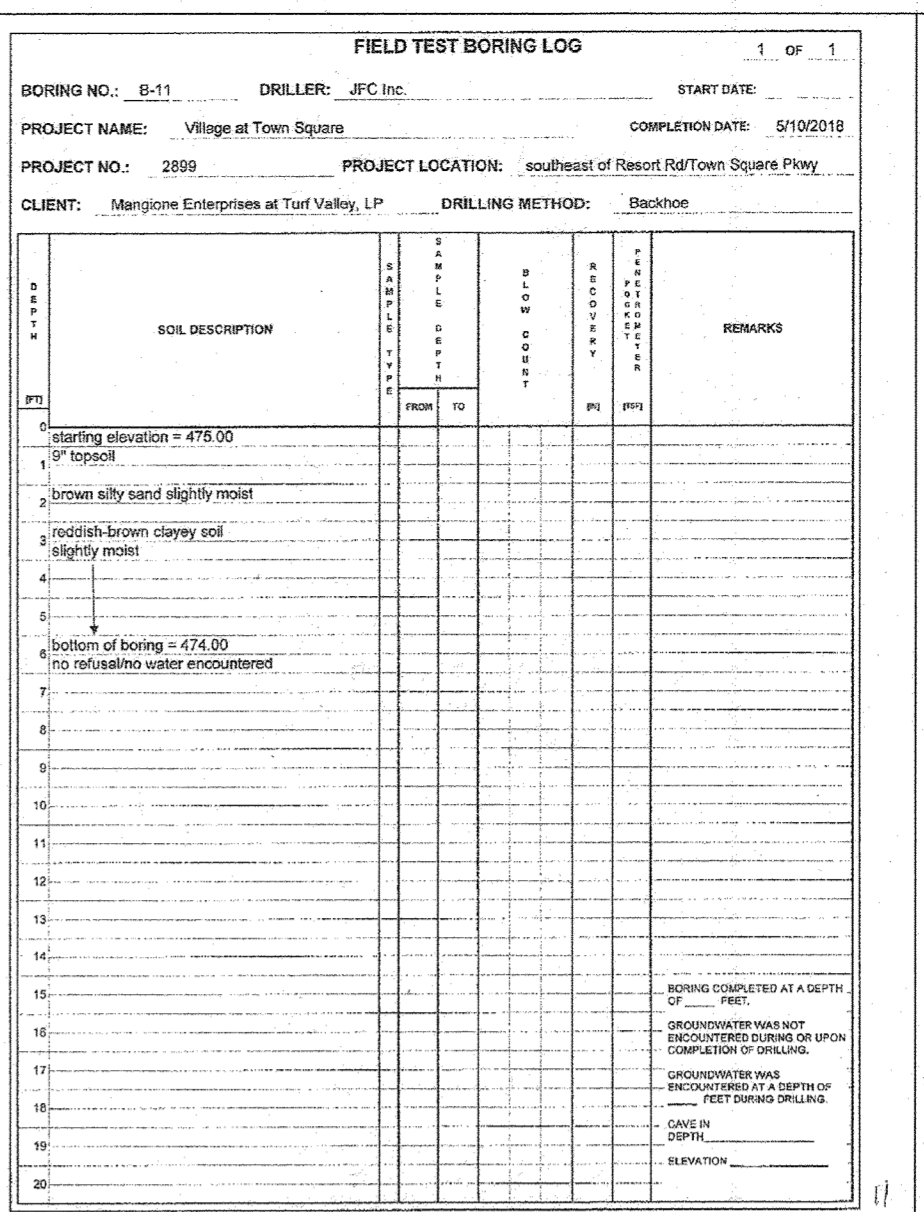 FIELD TEST BORING LOG
1 OF 1
BORING NO.: B-11 DRILLER: JFC Inc. START DATE:
PROJECT NAME: Village at Town Square COMPLETION DATE: 5/10/2018
PROJECT NO.: 2899 PROJECT LOCATION: southeast of Resort Rd/Town Square Pkwy
CLIENT: Mangione Enterprises at Turf Valley, LP DRILLING METHOD: Backhoe
DEPTH [FT] SOIL DESCRIPTION SAMPLE TYPE SAMPLE DEPTH FROM TO BLOW COUNT RECOVERY [IN] POCKET PENETROMETER [TSF] REMARKS
0
starting elevation = 475.00
9" topsoil
1
brown silty sand slightly moist
2
reddish-brown clayey soil
3
slightly moist
4
5
bottom of boring = 474.00
6
no refusal/no water encountered
7
8
9
10
11
12
13
14
15
BORING COMPLETED AT A DEPTH
OF ____ FEET.
16
GROUNDWATER WAS NOT
ENCOUNTERED DURING OR UPON
COMPLETION OF DRILLING.
17
GROUNDWATER WAS
ENCOUNTERED AT A DEPTH OF
____ FEET DURING DRILLING.
18
CAVE IN
DEPTH
19
ELEVATION
20
11